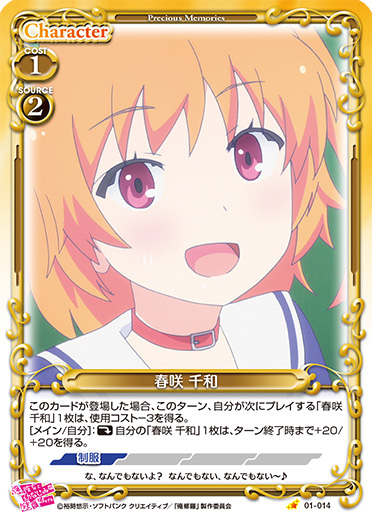 Precious Memories
Character
COST
1
SOURCE
2
春咲 千和
このカードが登場した場合、このターン、自分が次にプレイする「春咲
千和」1枚は、使用コスト−3を得る。
[メイン/自分]: 自分の「春咲 千和」1枚は、ターン終了時まで+20/
+20を得る。
制服
な、なんでもないよ? なんでもない、なんでもない〜♪
©裕時悠示・ソフトバンク クリエイティブ/「俺修羅」製作委員会
01-014